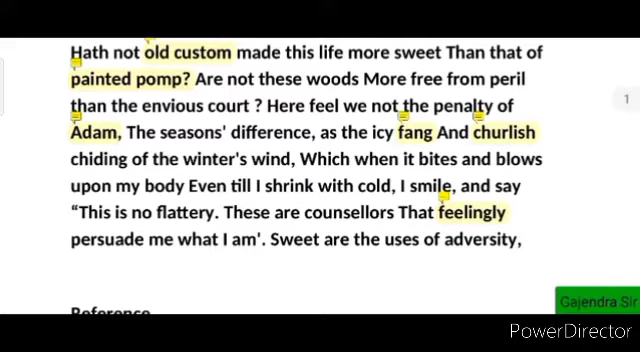 Hath not old custom made this life more sweet Than that of
painted pomp? Are not these woods More free from peril
than the envious court ? Here feel we not the penalty of
Adam, The seasons' difference, as the icy fang And churlish
chiding of the winter's wind, Which when it bites and blows
upon my body Even till I shrink with cold, I smile, and say
“This is no flattery. These are counsellors That feelingly
persuade me what I am'. Sweet are the uses of adversity,
Reference
1
Gajendra Sir
PowerDirector